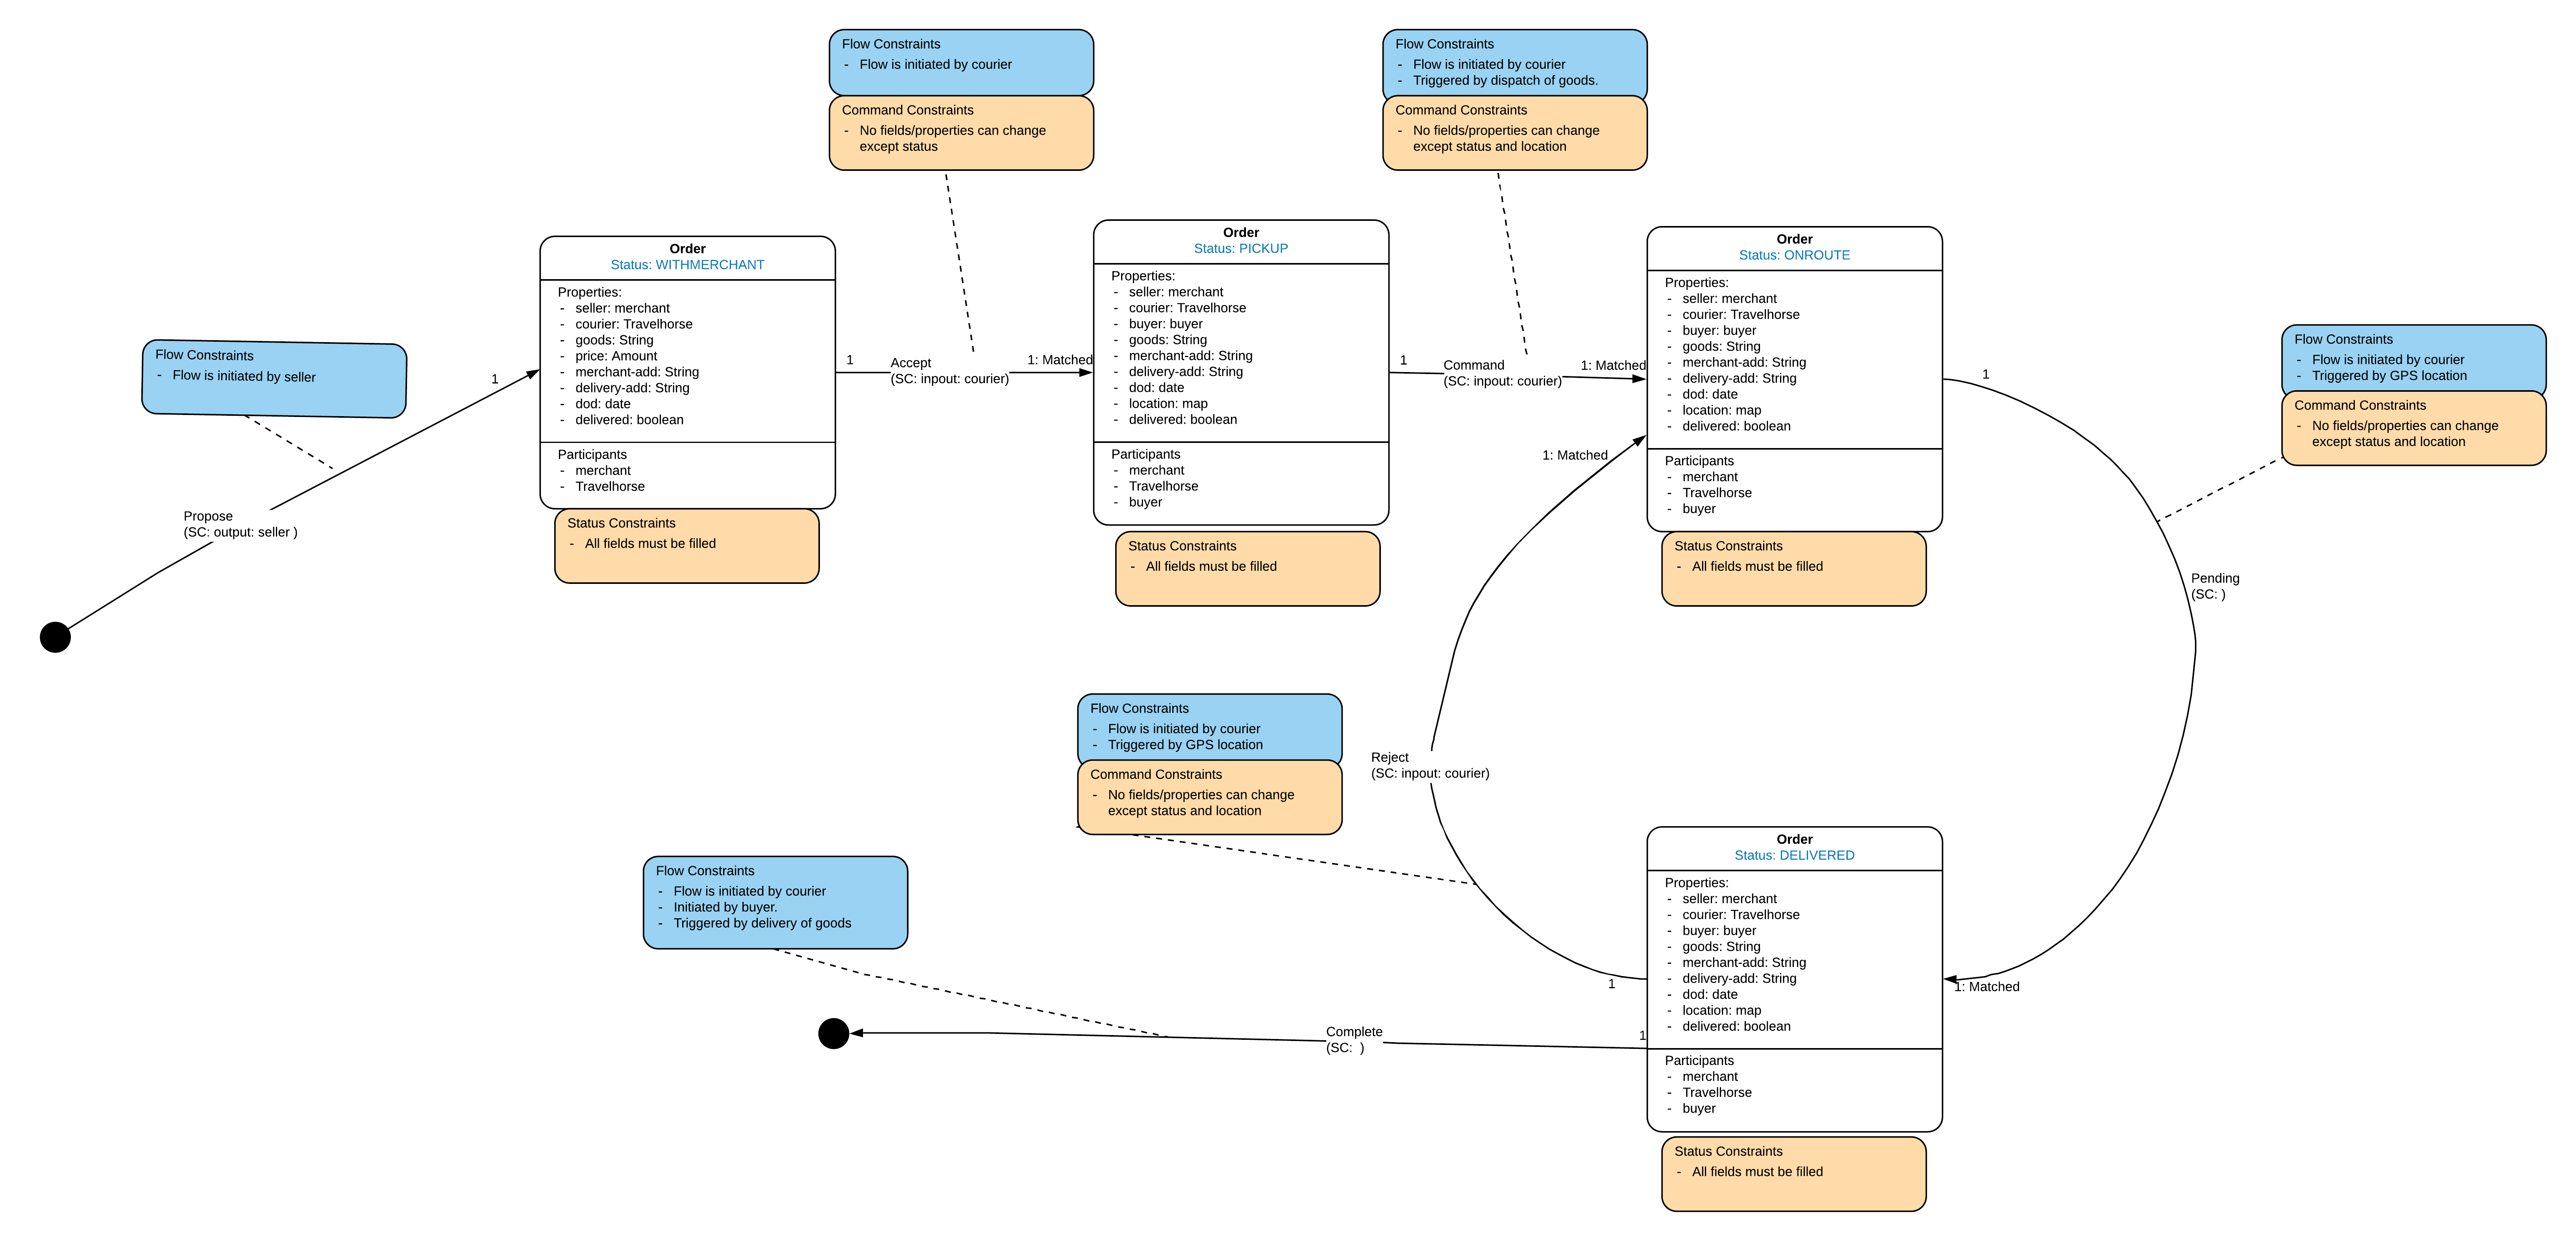 Flow Constraints
- Flow is initiated by courier
Command Constraints
- No fields/properties can change
except status
Flow Constraints
- Flow is initiated by courier
- Triggered by dispatch of goods.
Command Constraints
- No fields/properties can change
except status and location
Flow Constraints
- Flow is initiated by seller
Propose
(SC: output: seller )
1
Order
Status: WITHMERCHANT
Properties:
- seller: merchant
- courier: Travelhorse
- goods: String
- price: Amount
- merchant-add: String
- delivery-add: String
- dod: date
- delivered: boolean
Participants
- merchant
- Travelhorse
Status Constraints
- All fields must be filled
1
Accept
(SC: inpout: courier)
1: Matched
Order
Status: PICKUP
Properties:
- seller: merchant
- courier: Travelhorse
- buyer: buyer
- goods: String
- merchant-add: String
- delivery-add: String
- dod: date
- location: map
- delivered: boolean
Participants
- merchant
- Travelhorse
- buyer
Status Constraints
- All fields must be filled
1
Command
(SC: inpout: courier)
1: Matched
Order
Status: ONROUTE
Properties:
- seller: merchant
- courier: Travelhorse
- buyer: buyer
- goods: String
- merchant-add: String
- delivery-add: String
- dod: date
- location: map
- delivered: boolean
Participants
- merchant
- Travelhorse
- buyer
Status Constraints
- All fields must be filled
1
Flow Constraints
- Flow is initiated by courier
- Triggered by GPS location
Command Constraints
- No fields/properties can change
except status and location
Pending
(SC: )
1: Matched
1: Matched
Flow Constraints
- Flow is initiated by courier
- Triggered by GPS location
Command Constraints
- No fields/properties can change
except status and location
Reject
(SC: inpout: courier)
1
Order
Status: DELIVERED
Properties:
- seller: merchant
- courier: Travelhorse
- buyer: buyer
- goods: String
- merchant-add: String
- delivery-add: String
- dod: date
- location: map
- delivered: boolean
Participants
- merchant
- Travelhorse
- buyer
Status Constraints
- All fields must be filled
Flow Constraints
- Flow is initiated by courier
- Initiated by buyer.
- Triggered by delivery of goods
Complete
(SC: )
1